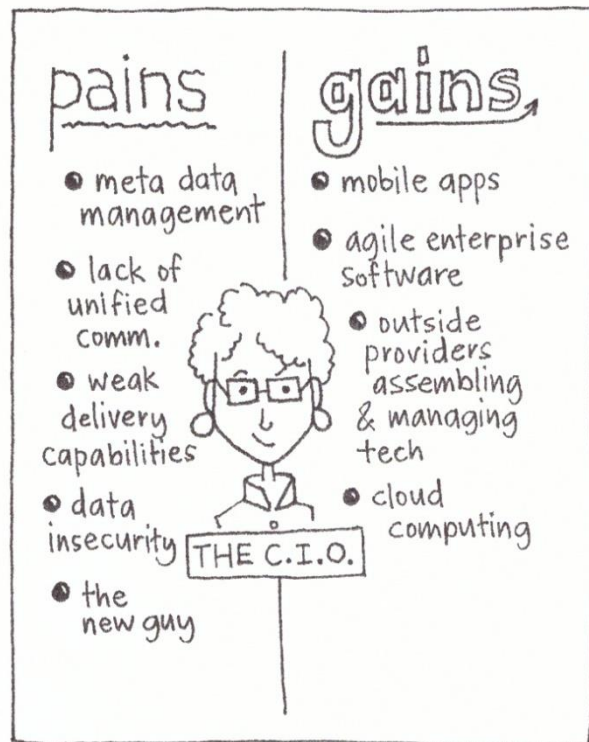 pains
meta data
management
lack of
unified
comm.
weak
delivery
capabilities
data
insecurity
the
new guy
gains
mobile apps
agile enterprise
software
outside
providers
assembling
& managing
tech
cloud
computing
THE C.I.O.